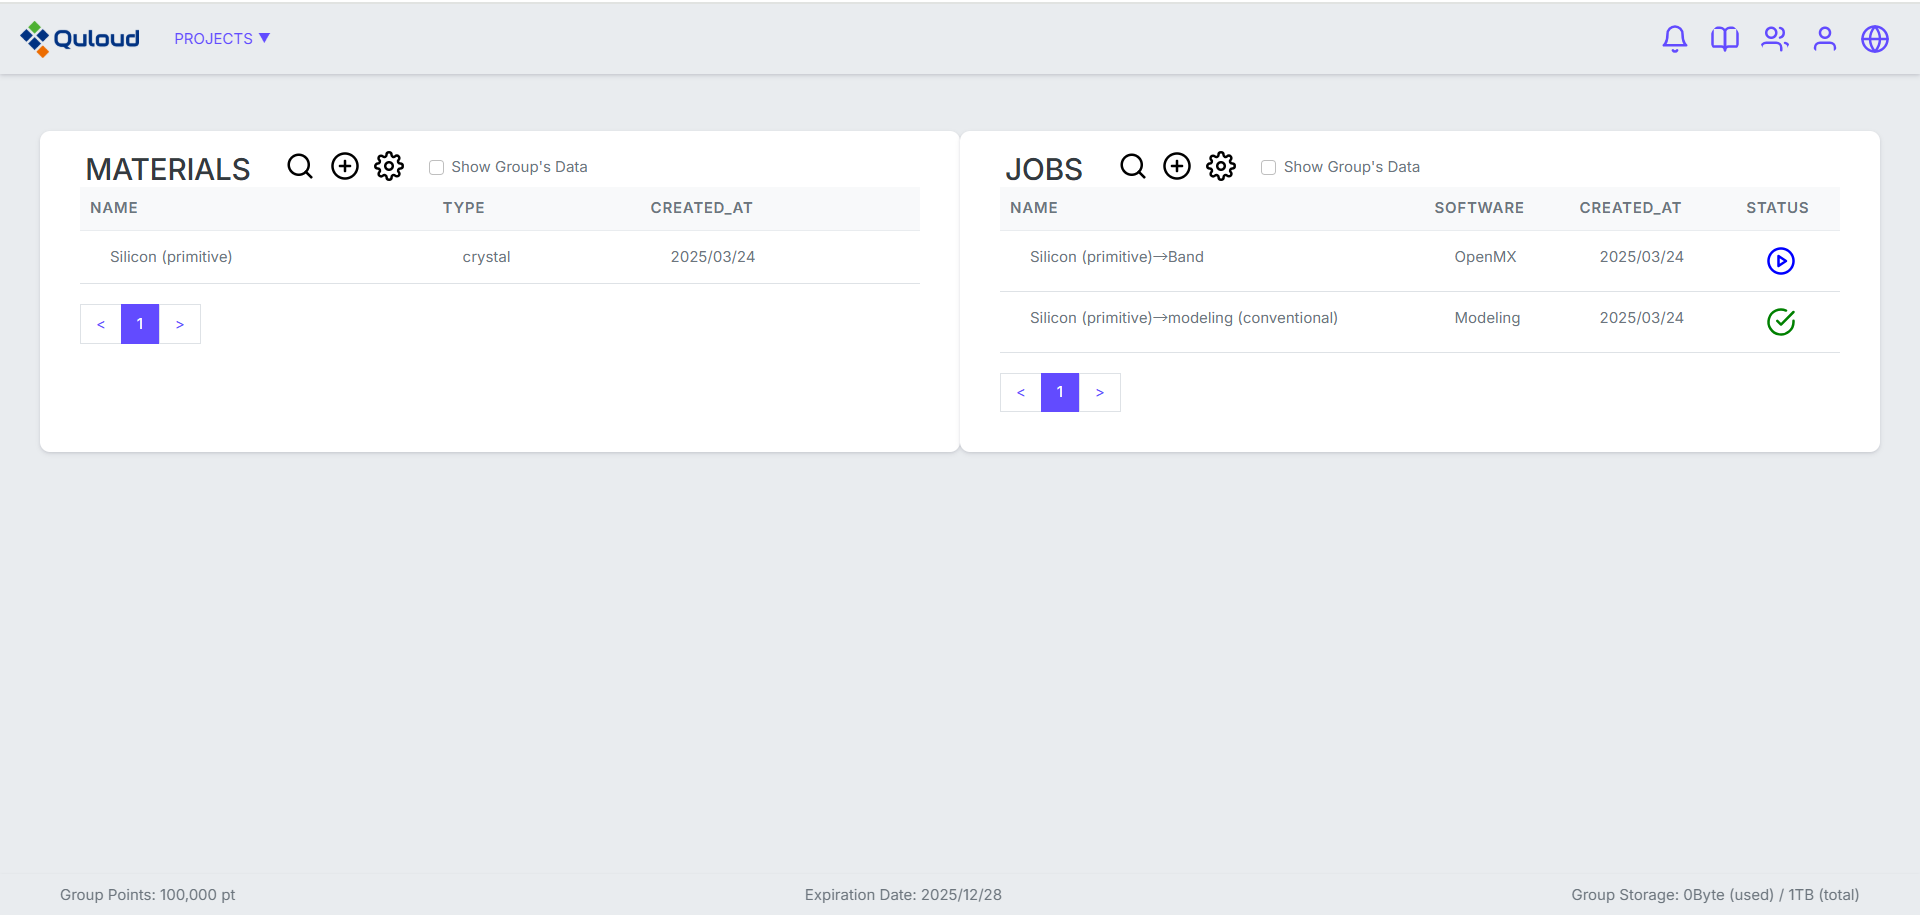 Quloud
PROJECTS ▼
MATERIALS
Show Group's Data
NAME TYPE CREATED_AT
Silicon (primitive) crystal 2025/03/24
< 1 >
JOBS
Show Group's Data
NAME SOFTWARE CREATED_AT STATUS
Silicon (primitive)→Band OpenMX 2025/03/24
Silicon (primitive)→modeling (conventional) Modeling 2025/03/24
< 1 >
Group Points: 100,000 pt
Expiration Date: 2025/12/28
Group Storage: 0Byte (used) / 1TB (total)